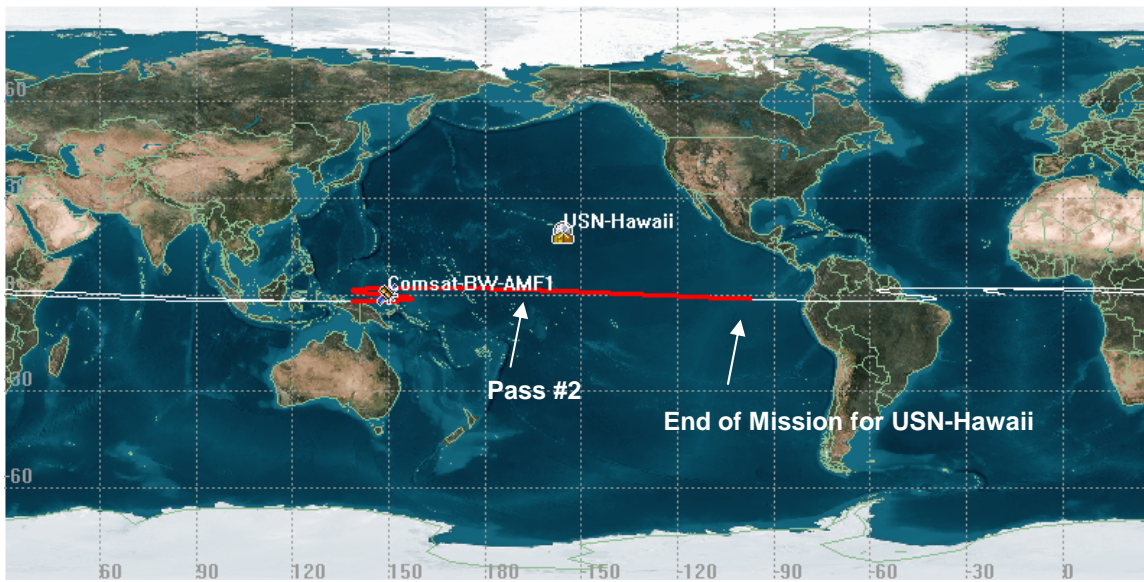 60
USN-Hawaii
30
Comsat-BW-AMF1
Pass #2
-30
End of Mission for USN-Hawaii
-60
60 90 120 150 -180 -150 -120 -90 -60 -30 0